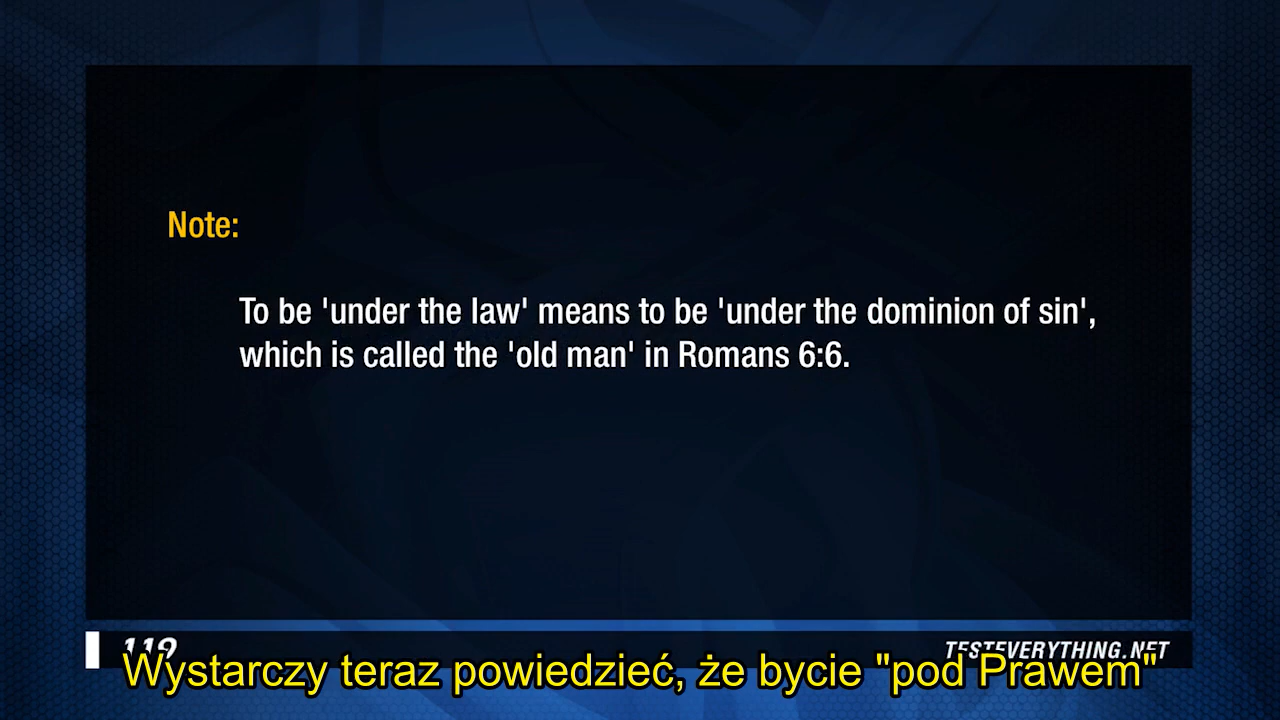 Note:
To be 'under the law' means to be 'under the dominion of sin',
which is called the 'old man' in Romans 6:6.
119
TESTEVERYTHING.NET
Wystarczy teraz powiedzieć, że bycie "pod Prawem"